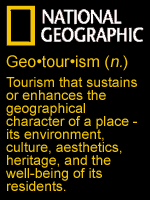 NATIONAL
GEOGRAPHIC
Geo•tour•ism (n.)
Tourism that sustains
or enhances the
geographical
character of a place -
its environment,
culture, aesthetics,
heritage, and the
well-being of its
residents.